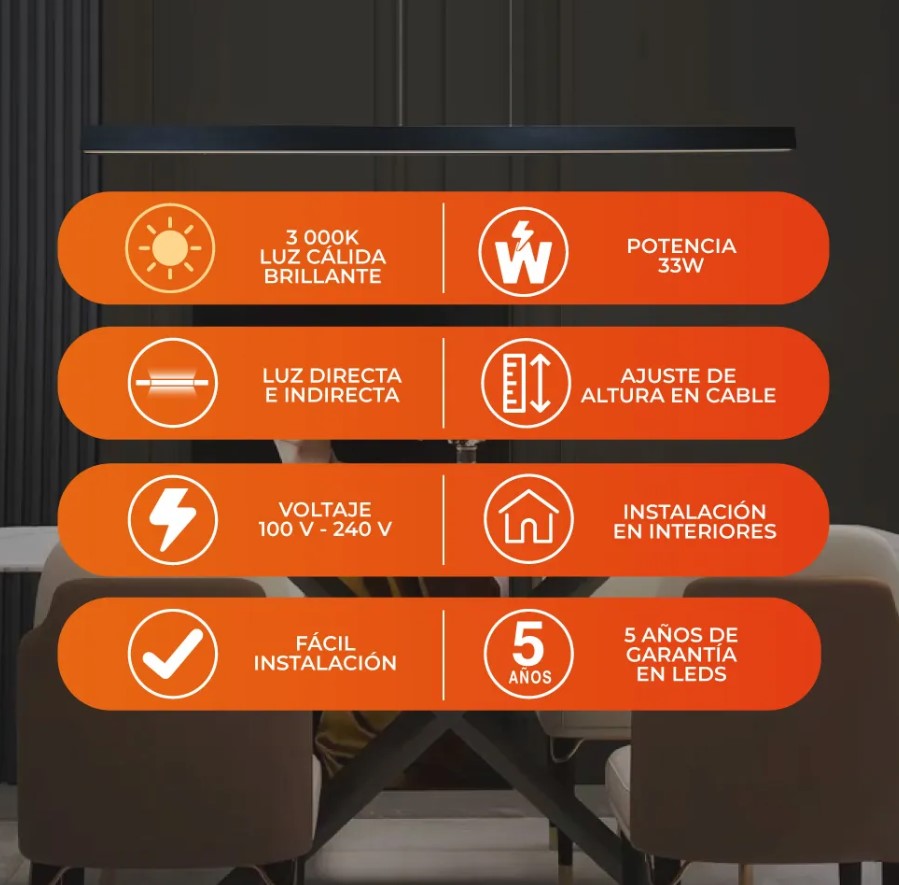 3 000K
LUZ CÁLIDA
BRILLANTE
W
POTENCIA
33W
LUZ DIRECTA
E INDIRECTA
AJUSTE DE
ALTURA EN CABLE
VOLTAJE
100 V - 240 V
INSTALACIÓN
EN INTERIORES
FÁCIL
INSTALACIÓN
5
AÑOS
5 AÑOS DE
GARANTÍA
EN LEDS